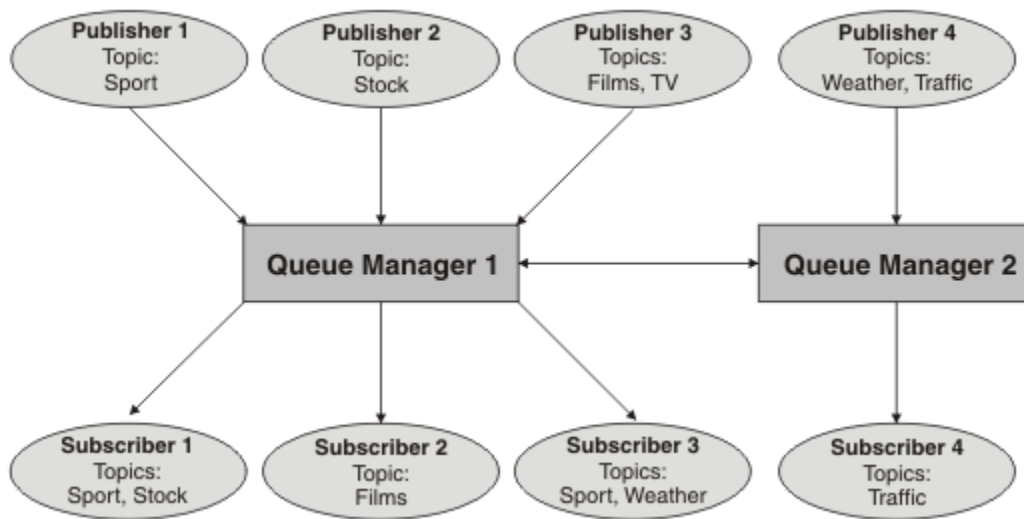 Publisher 1
Topic:
Sport
Publisher 2
Topic:
Stock
Publisher 3
Topics:
Films, TV
Publisher 4
Topics:
Weather, Traffic
Queue Manager 1
Queue Manager 2
Subscriber 1
Topics:
Sport, Stock
Subscriber 2
Topic:
Films
Subscriber 3
Topics:
Sport, Weather
Subscriber 4
Topics:
Traffic